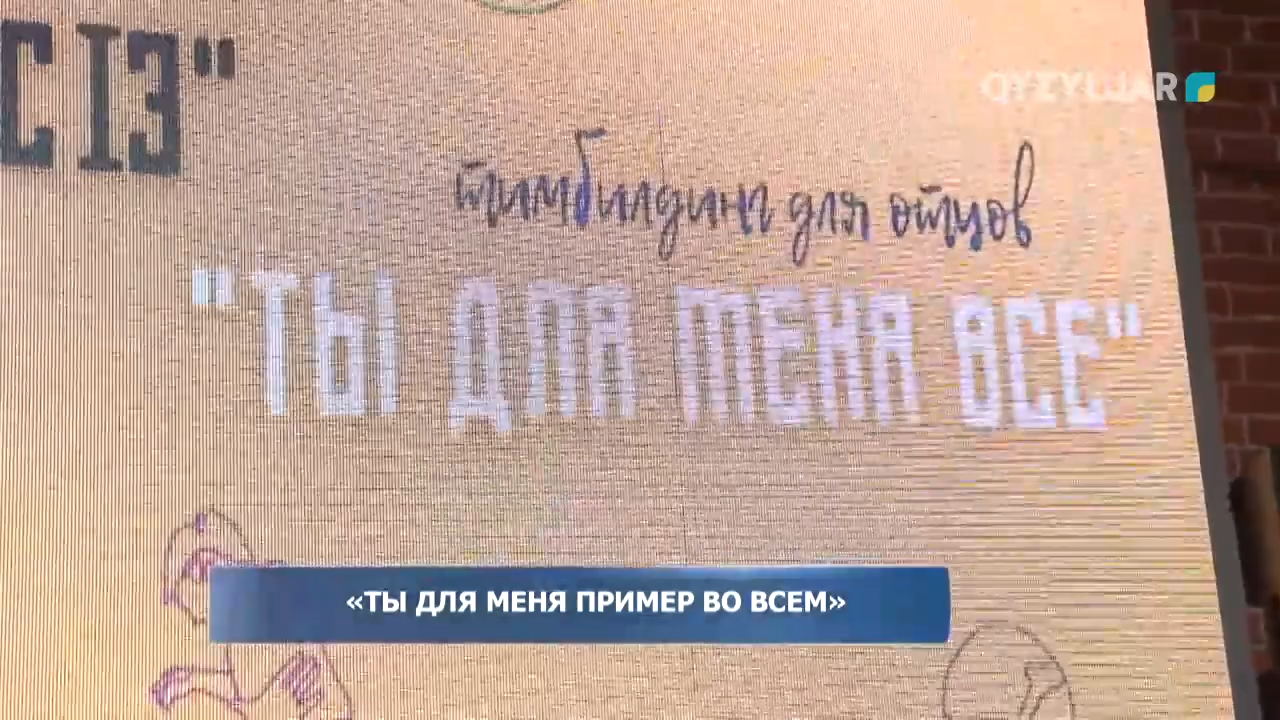 СІЗ"
QYZYLJAR
тимбилдинг для отцов
"ТЫ ДЛЯ МЕНЯ ВСЕ"
«ТЫ ДЛЯ МЕНЯ ПРИМЕР ВО ВСЕМ»